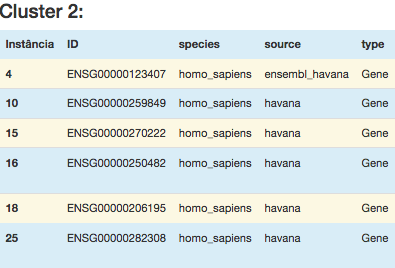 Cluster 2:
Instância ID species source type
4 ENSG00000123407 homo_sapiens ensembl_havana Gene
10 ENSG00000259849 homo_sapiens havana Gene
15 ENSG00000270222 homo_sapiens havana Gene
16 ENSG00000250482 homo_sapiens havana Gene
18 ENSG00000206195 homo_sapiens havana Gene
25 ENSG00000282308 homo_sapiens havana Gene